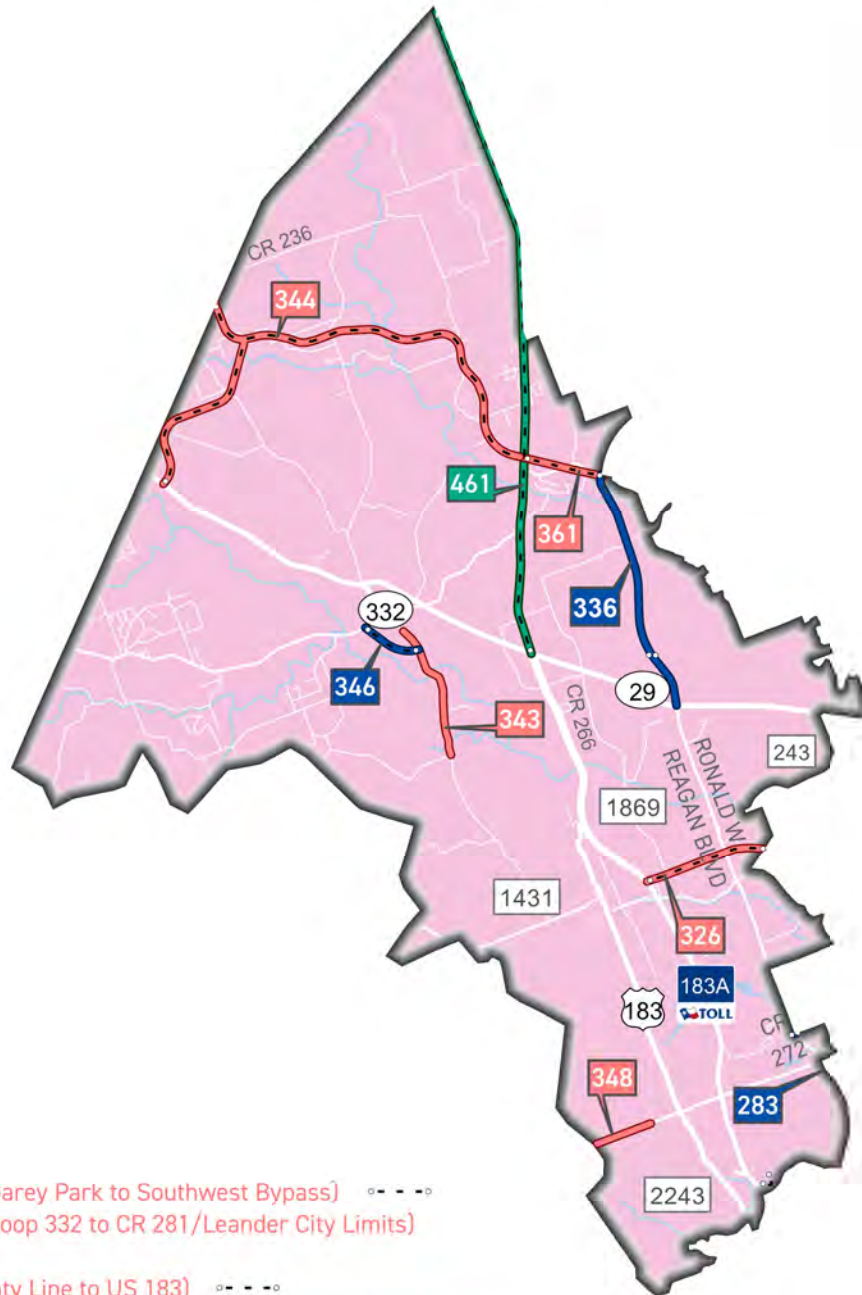 CR 236
344
461
361
336
332
346
29
343
CR 266
243
RONALD W
REAGAN BLVD
1869
1431
326
183A
TOLL
183
CR
272
348
283
2243
arey Park to Southwest Bypass)
oop 332 to CR 281/Leander City Limits)
nty Line to US 183)